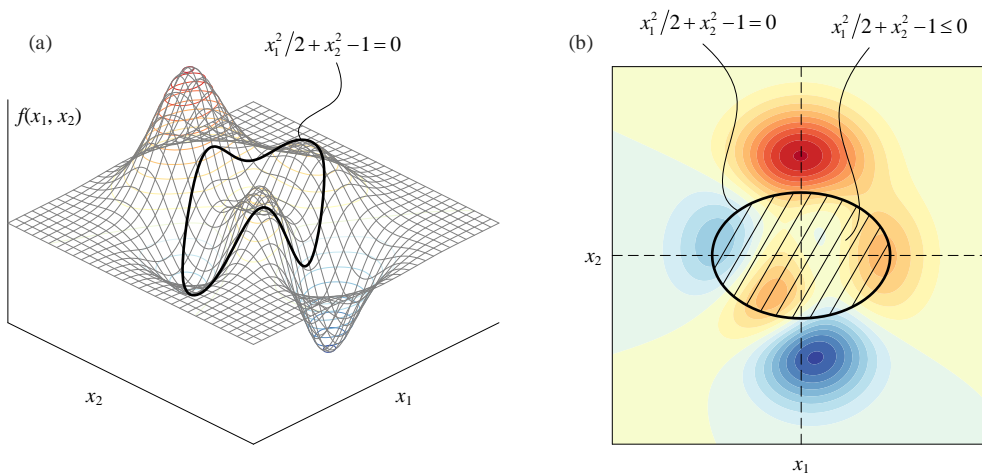 (a)
x₁²/2+x₂²−1=0
f(x₁, x₂)
x₂
x₁
(b)
x₁²/2+x₂²−1=0
x₁²/2+x₂²−1≤0
x₂
x₁